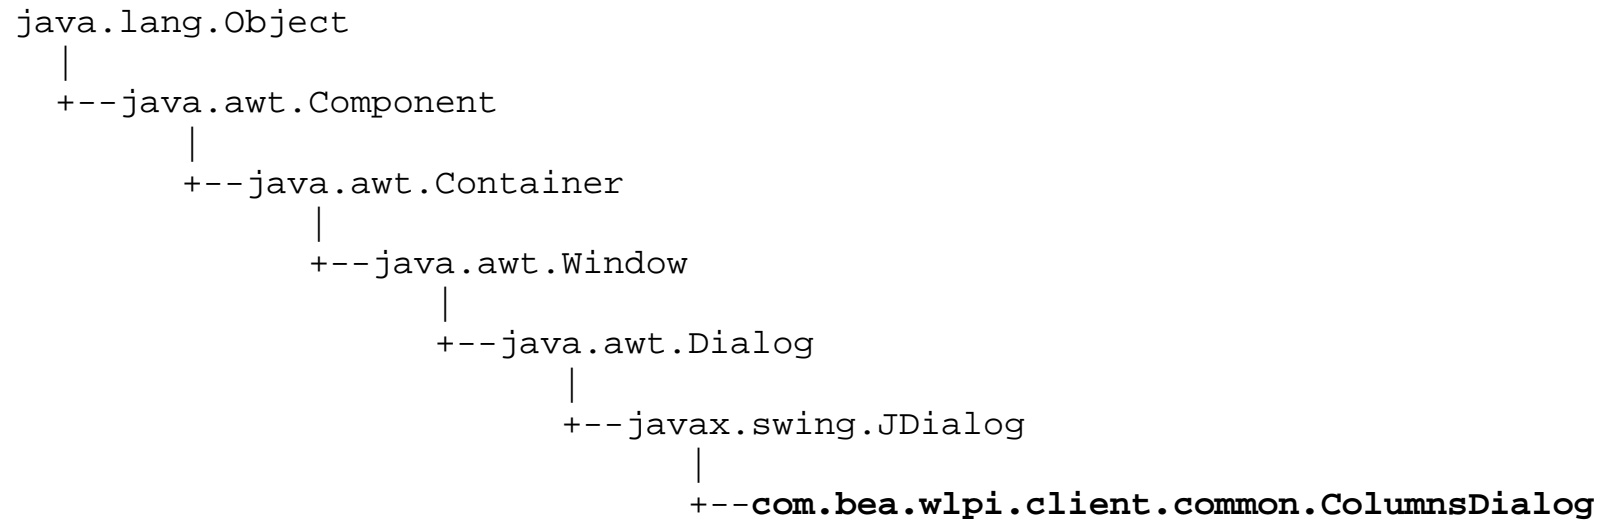 java.lang.Object
|
+--java.awt.Component
|
+--java.awt.Container
|
+--java.awt.Window
|
+--java.awt.Dialog
|
+--javax.swing.JDialog
|
+--com.bea.wlpi.client.common.ColumnsDialog